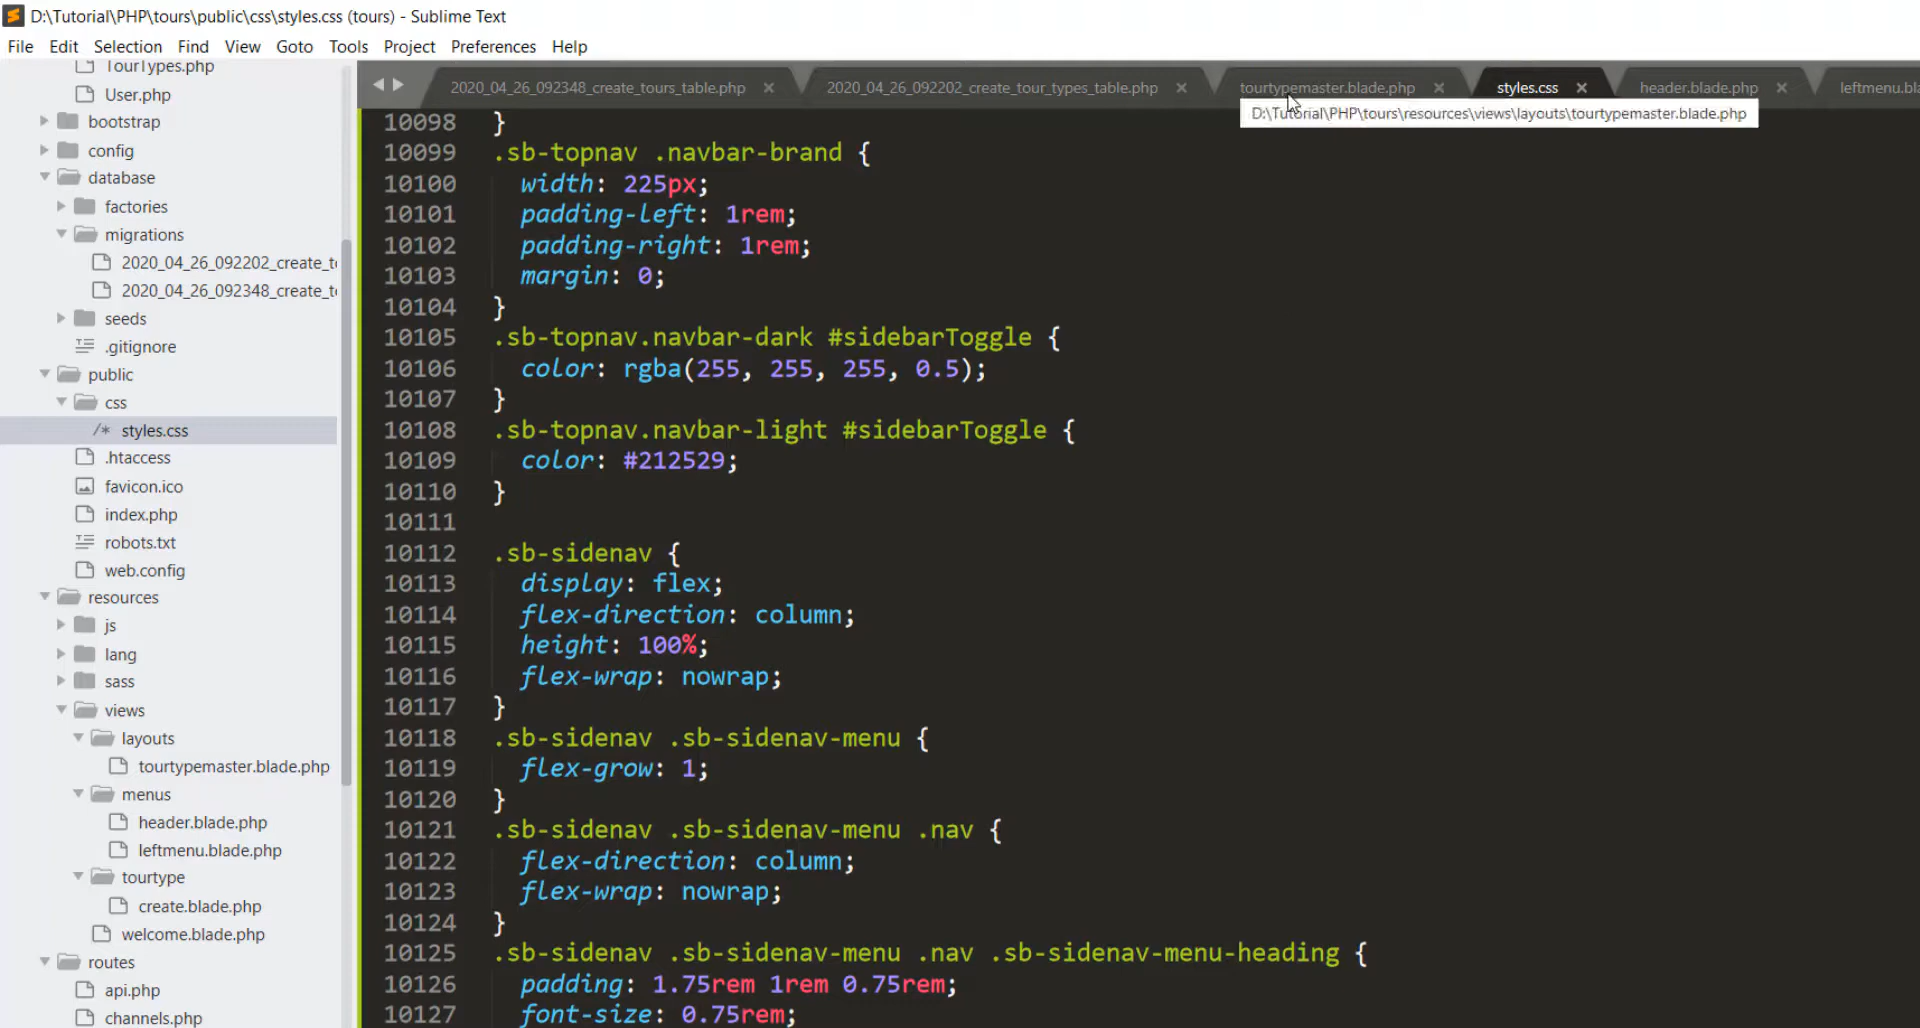 D:\Tutorial\PHP\tours\public\css\styles.css (tours) - Sublime Text
File Edit Selection Find View Goto Tools Project Preferences Help
TourTypes.php
User.php
bootstrap
config
database
factories
migrations
2020_04_26_092202_create_t
2020_04_26_092348_create_t
seeds
.gitignore
public
css
/* styles.css
.htaccess
favicon.ico
index.php
robots.txt
web.config
resources
js
lang
sass
views
layouts
tourtypemaster.blade.php
menus
header.blade.php
leftmenu.blade.php
tourtype
create.blade.php
welcome.blade.php
routes
api.php
channels.php
2020_04_26_092348_create_tours_table.php × 2020_04_26_092202_create_tour_types_table.php × tourtypemaster.blade.php × styles.css × header.blade.php × leftmenu.bla
D:\Tutorial\PHP\tours\resources\views\layouts\tourtypemaster.blade.php
10098 }
10099 .sb-topnav .navbar-brand {
10100 width: 225px;
10101 padding-left: 1rem;
10102 padding-right: 1rem;
10103 margin: 0;
10104 }
10105 .sb-topnav.navbar-dark #sidebarToggle {
10106 color: rgba(255, 255, 255, 0.5);
10107 }
10108 .sb-topnav.navbar-light #sidebarToggle {
10109 color: #212529;
10110 }
10111
10112 .sb-sidenav {
10113 display: flex;
10114 flex-direction: column;
10115 height: 100%;
10116 flex-wrap: nowrap;
10117 }
10118 .sb-sidenav .sb-sidenav-menu {
10119 flex-grow: 1;
10120 }
10121 .sb-sidenav .sb-sidenav-menu .nav {
10122 flex-direction: column;
10123 flex-wrap: nowrap;
10124 }
10125 .sb-sidenav .sb-sidenav-menu .nav .sb-sidenav-menu-heading {
10126 padding: 1.75rem 1rem 0.75rem;
10127 font-size: 0.75rem;